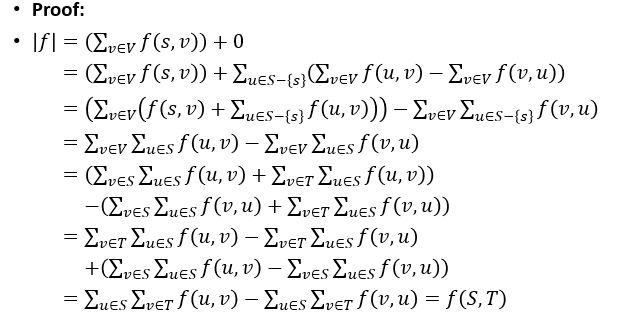 • Proof:
• |f| = (∑_{v∈V} f(s, v)) + 0
= (∑_{v∈V} f(s, v)) + ∑_{u∈S−{s}}(∑_{v∈V} f(u, v) − ∑_{v∈V} f(v, u))
= (∑_{v∈V}(f(s, v) + ∑_{u∈S−{s}} f(u, v))) − ∑_{v∈V} ∑_{u∈S−{s}} f(v, u)
= ∑_{v∈V} ∑_{u∈S} f(u, v) − ∑_{v∈V} ∑_{u∈S} f(v, u)
= (∑_{v∈S} ∑_{u∈S} f(u, v) + ∑_{v∈T} ∑_{u∈S} f(u, v))
−(∑_{v∈S} ∑_{u∈S} f(v, u) + ∑_{v∈T} ∑_{u∈S} f(v, u))
= ∑_{v∈T} ∑_{u∈S} f(u, v) − ∑_{v∈T} ∑_{u∈S} f(v, u)
+(∑_{v∈S} ∑_{u∈S} f(u, v) − ∑_{v∈S} ∑_{u∈S} f(v, u))
= ∑_{u∈S} ∑_{v∈T} f(u, v) − ∑_{u∈S} ∑_{v∈T} f(v, u) = f(S, T)